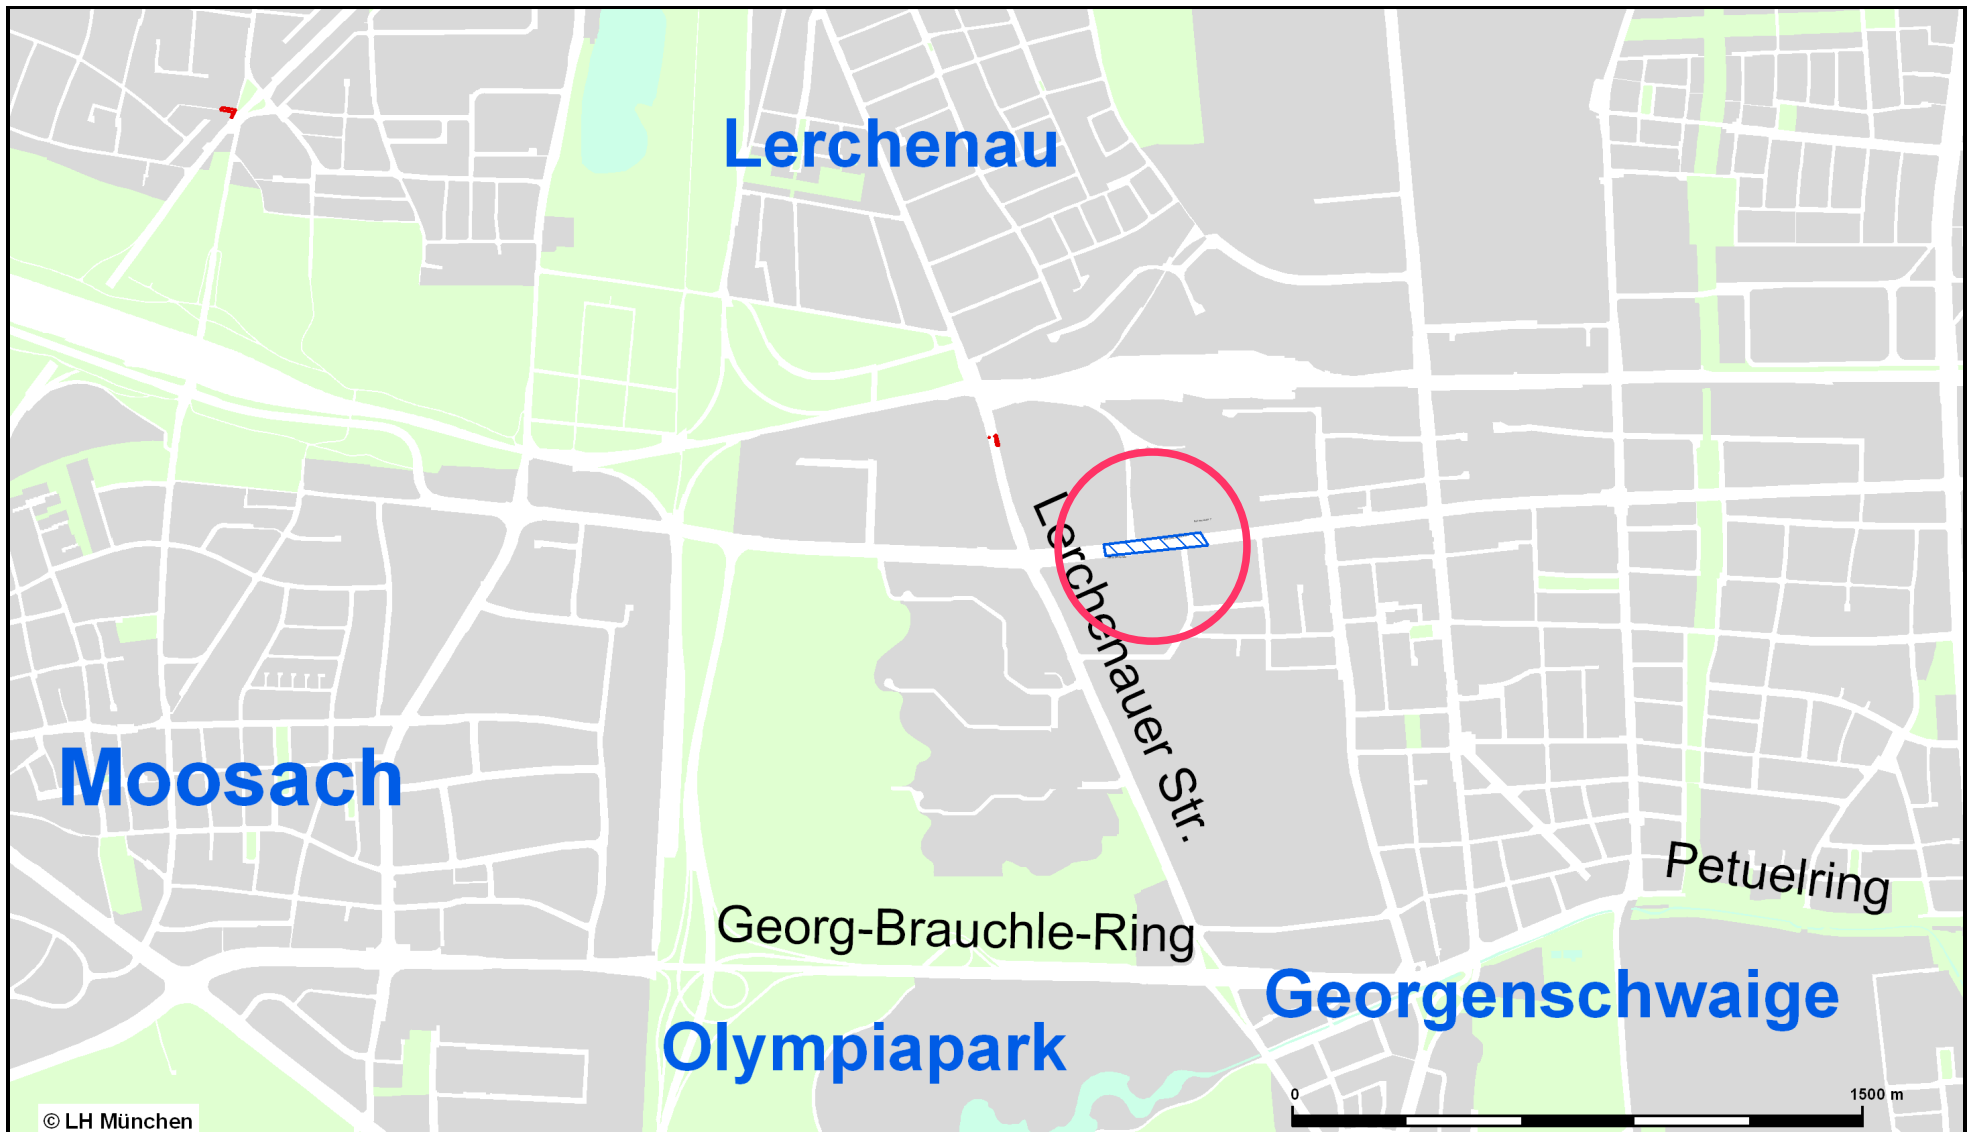 Lerchenau
Lerchenauer Str.
Moosach
Petuelring
Georg-Brauchle-Ring
Georgenschwaige
Olympiapark
0
1500 m
© LH München